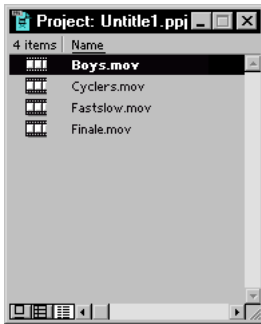 Project: Untitle1.ppj
4 items Name
Boys.mov
Cyclers.mov
Fastslow.mov
Finale.mov